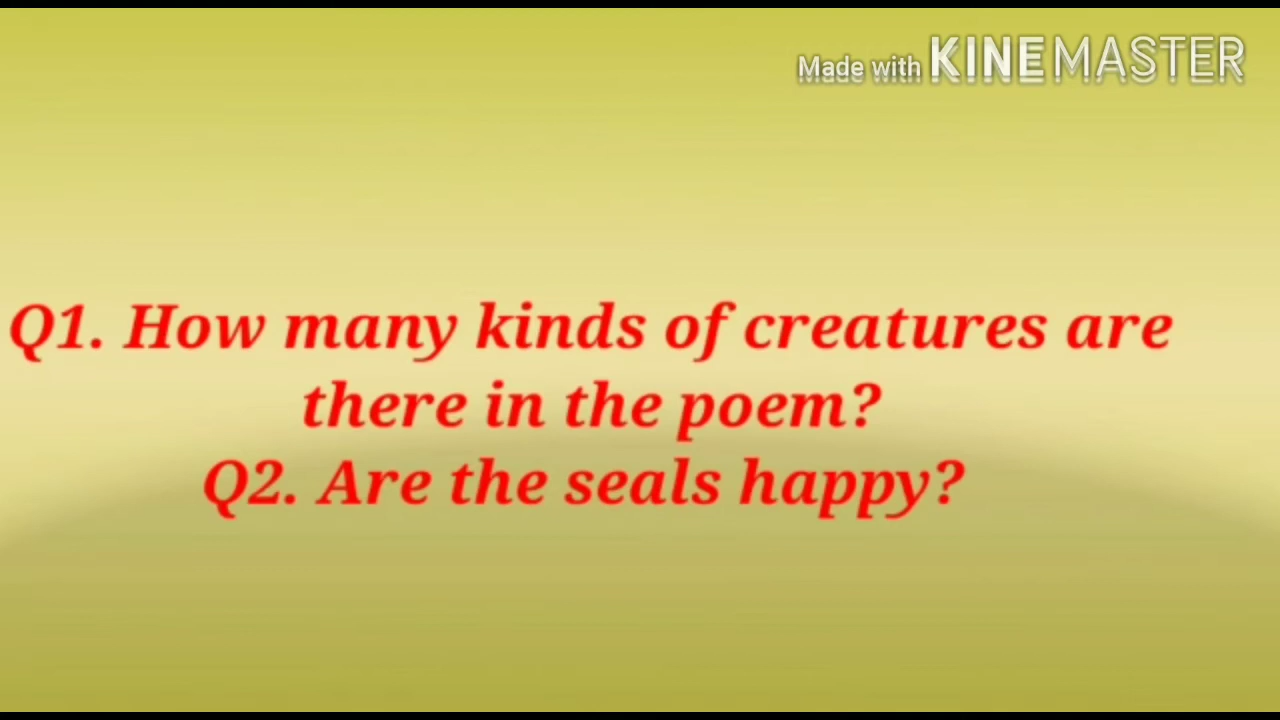 Made with KINEMASTER
Q1. How many kinds of creatures are
there in the poem?
Q2. Are the seals happy?